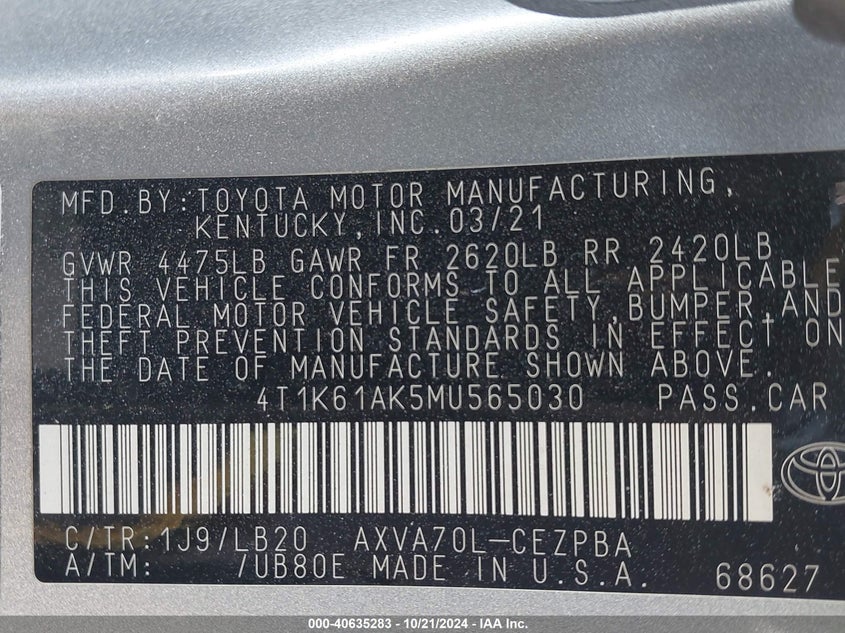 MFD.BY:TOYOTA MOTOR MANUFACTURING,
KENTUCKY,INC.03/21
GVWR 4475LB GAWR FR 2620LB RR 2420LB
THIS VEHICLE CONFORMS TO ALL APPLICABLE
FEDERAL MOTOR VEHICLE SAFETY,BUMPER,AND
THEFT PREVENTION STANDARDS IN EFFECT ON
THE DATE OF MANUFACTURE SHOWN ABOVE.
4T1K61AK5MU565030 PASS.CAR
C/TR:1J9/LB20 AXVA70L-CEZPBA
A/TM: /UB80E MADE IN U.S.A. 68627
000-40635283 - 10/21/2024 - IAA Inc.